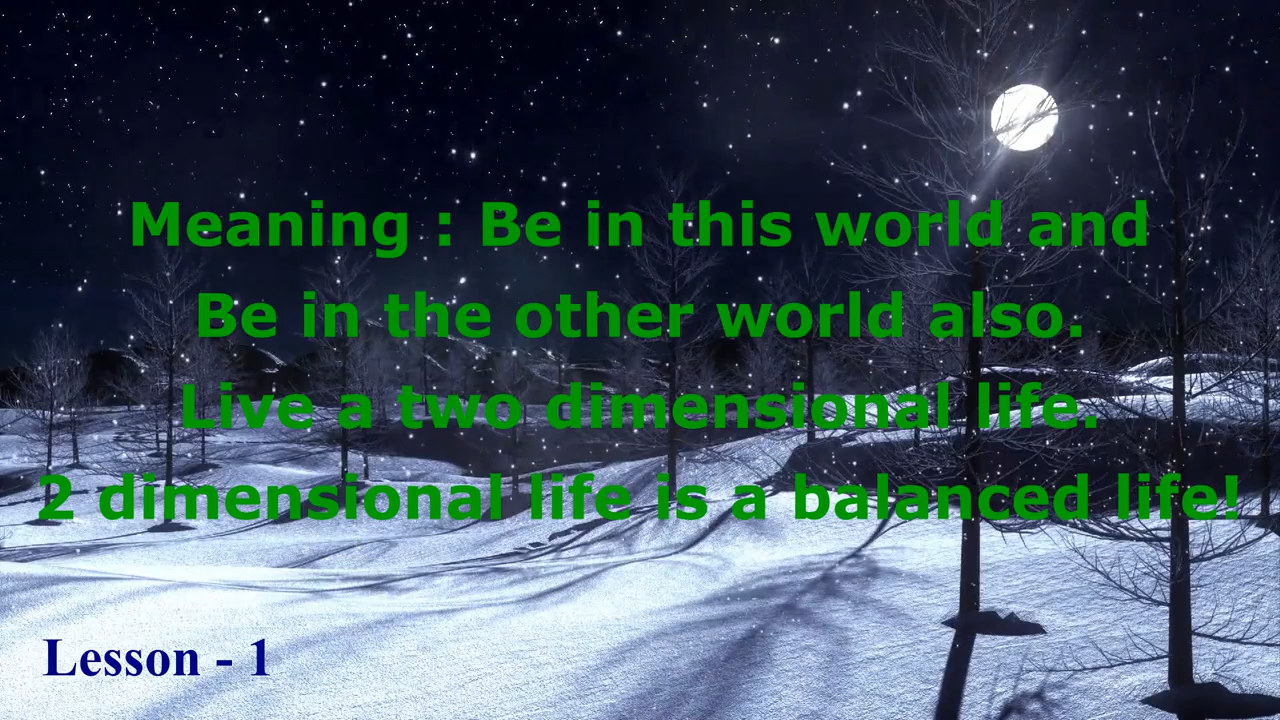 Meaning : Be in this world and
Be in the other world also.
Live a two dimensional life.
2 dimensional life is a balanced life!
Lesson - 1